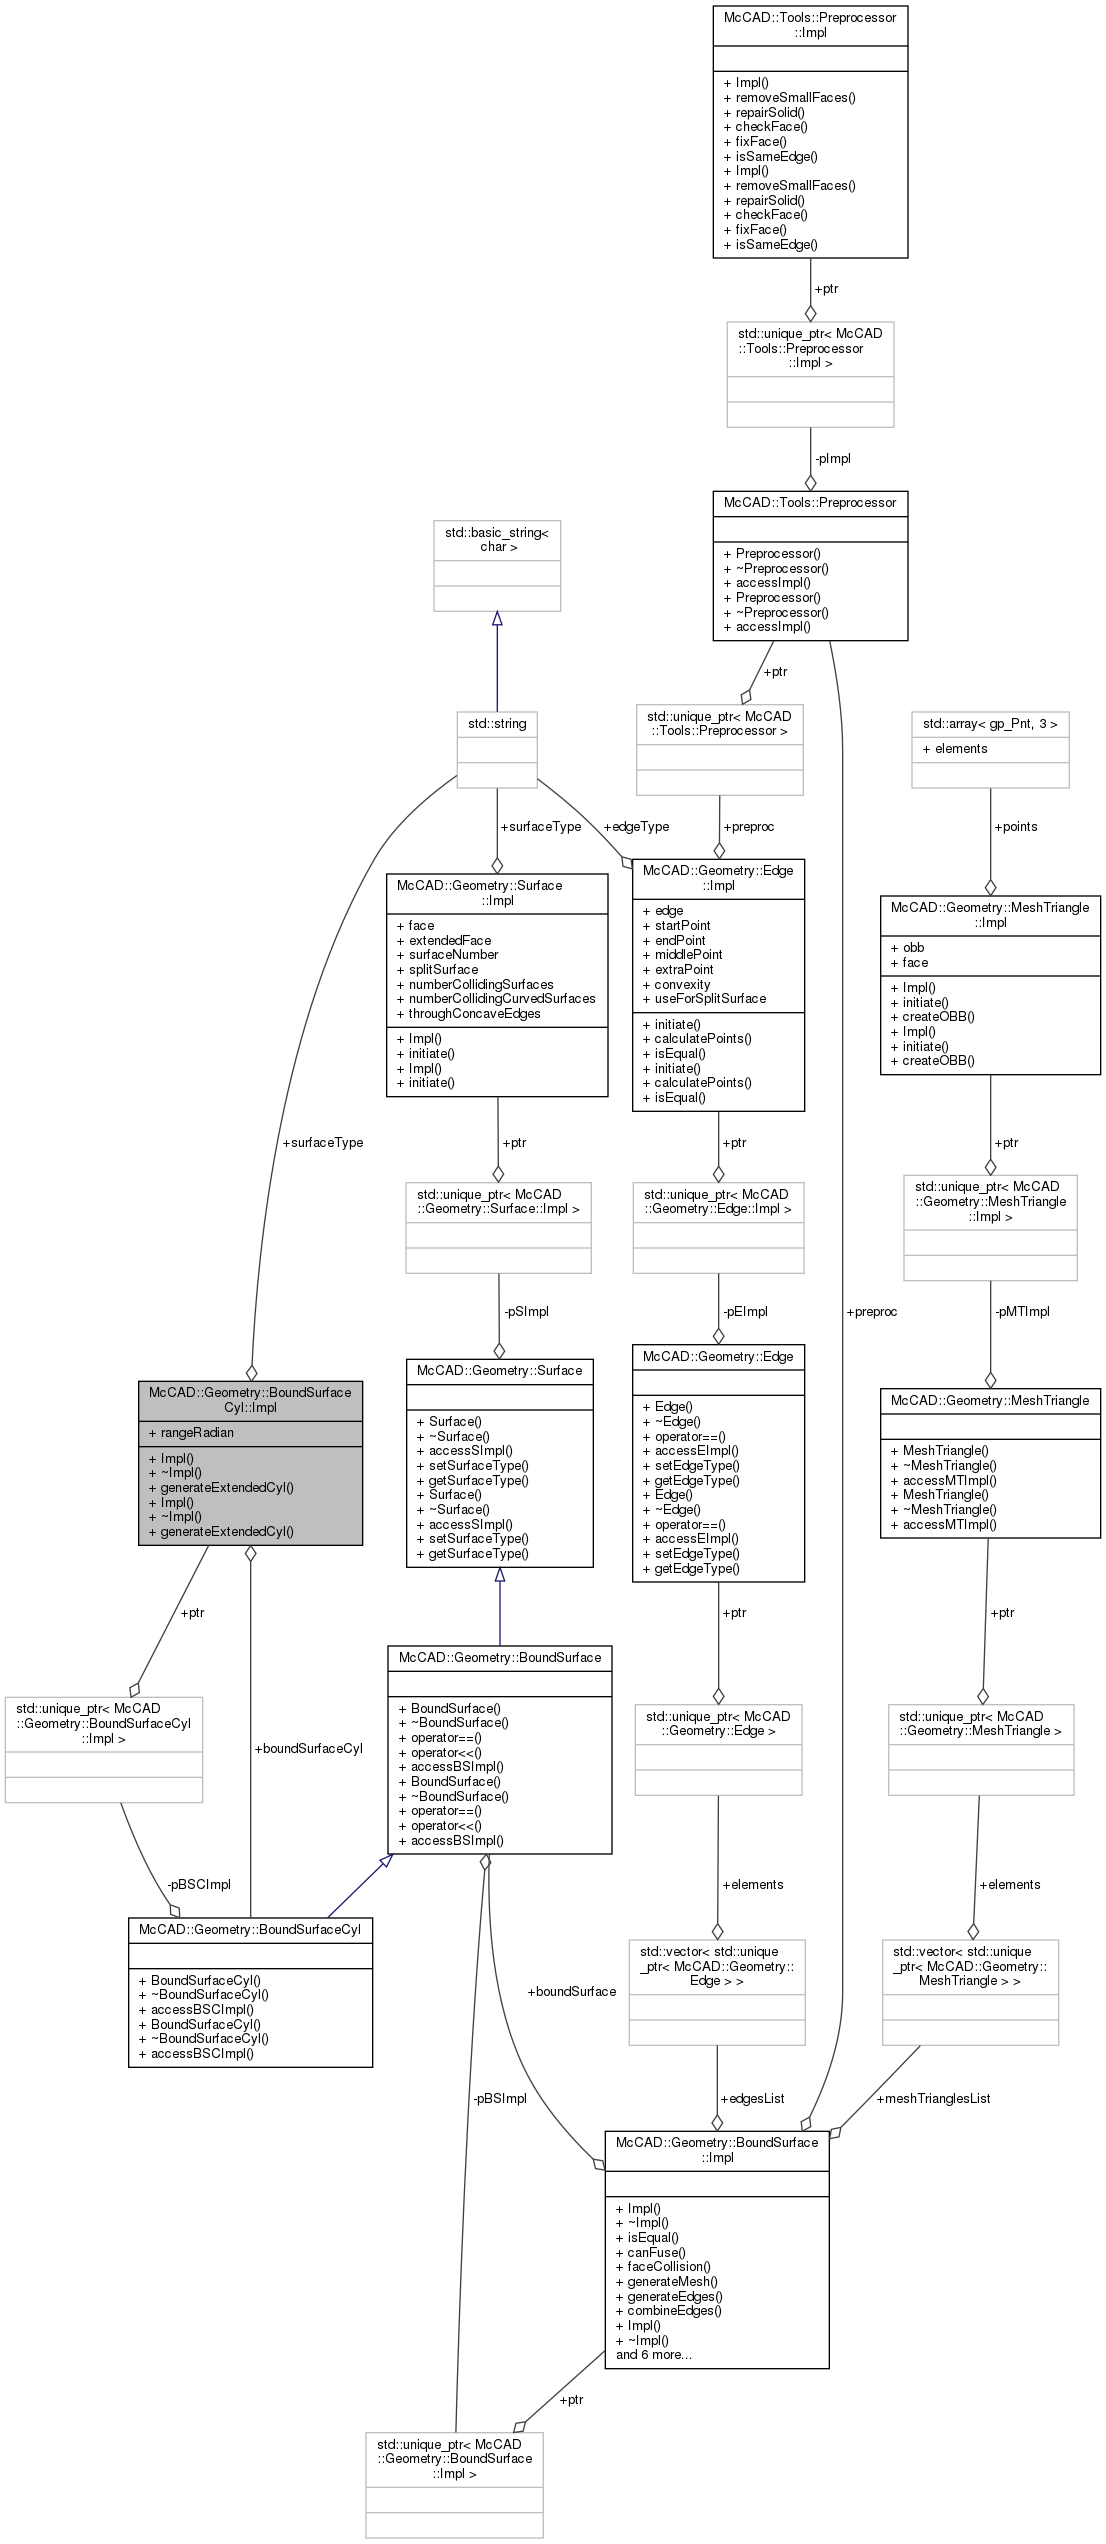 McCAD::Tools::Preprocessor
::Impl
+ Impl()
+ removeSmallFaces()
+ repairSolid()
+ checkFace()
+ fixFace()
+ isSameEdge()
+ Impl()
+ removeSmallFaces()
+ repairSolid()
+ checkFace()
+ fixFace()
+ isSameEdge()
+ptr
std::unique_ptr< McCAD
::Tools::Preprocessor
::Impl >
-pImpl
McCAD::Tools::Preprocessor
+ Preprocessor()
+ ~Preprocessor()
+ accessImpl()
+ Preprocessor()
+ ~Preprocessor()
+ accessImpl()
std::basic_string<
char >
+ptr
std::string
std::unique_ptr< McCAD
::Tools::Preprocessor >
std::array< gp_Pnt, 3 >
+ elements
+surfaceType
+edgeType
+preproc
+points
McCAD::Geometry::Surface
::Impl
+ face
+ extendedFace
+ surfaceNumber
+ splitSurface
+ numberCollidingSurfaces
+ numberCollidingCurvedSurfaces
+ throughConcaveEdges
+ Impl()
+ initiate()
+ Impl()
+ initiate()
McCAD::Geometry::Edge
::Impl
+ edge
+ startPoint
+ endPoint
+ middlePoint
+ extraPoint
+ convexity
+ useForSplitSurface
+ initiate()
+ calculatePoints()
+ isEqual()
+ initiate()
+ calculatePoints()
+ isEqual()
McCAD::Geometry::MeshTriangle
::Impl
+ obb
+ face
+ Impl()
+ initiate()
+ createOBB()
+ Impl()
+ initiate()
+ createOBB()
+surfaceType
+ptr
+ptr
+ptr
std::unique_ptr< McCAD
::Geometry::Surface::Impl >
std::unique_ptr< McCAD
::Geometry::Edge::Impl >
std::unique_ptr< McCAD
::Geometry::MeshTriangle
::Impl >
-pSImpl
-pEImpl
+preproc
-pMTImpl
McCAD::Geometry::BoundSurface
Cyl::Impl
+ rangeRadian
+ Impl()
+ ~Impl()
+ generateExtendedCyl()
+ Impl()
+ ~Impl()
+ generateExtendedCyl()
McCAD::Geometry::Surface
+ Surface()
+ ~Surface()
+ accessSImpl()
+ setSurfaceType()
+ getSurfaceType()
+ Surface()
+ ~Surface()
+ accessSImpl()
+ setSurfaceType()
+ getSurfaceType()
McCAD::Geometry::Edge
+ Edge()
+ ~Edge()
+ operator==()
+ accessEImpl()
+ setEdgeType()
+ getEdgeType()
+ Edge()
+ ~Edge()
+ operator==()
+ accessEImpl()
+ setEdgeType()
+ getEdgeType()
McCAD::Geometry::MeshTriangle
+ MeshTriangle()
+ ~MeshTriangle()
+ accessMTImpl()
+ MeshTriangle()
+ ~MeshTriangle()
+ accessMTImpl()
+ptr
+ptr
+ptr
std::unique_ptr< McCAD
::Geometry::BoundSurfaceCyl
::Impl >
+boundSurfaceCyl
McCAD::Geometry::BoundSurface
+ BoundSurface()
+ ~BoundSurface()
+ operator==()
+ operator<<()
+ accessBSImpl()
+ BoundSurface()
+ ~BoundSurface()
+ operator==()
+ operator<<()
+ accessBSImpl()
std::unique_ptr< McCAD
::Geometry::Edge >
std::unique_ptr< McCAD
::Geometry::MeshTriangle >
-pBSCImpl
+elements
+elements
McCAD::Geometry::BoundSurfaceCyl
+ BoundSurfaceCyl()
+ ~BoundSurfaceCyl()
+ accessBSCImpl()
+ BoundSurfaceCyl()
+ ~BoundSurfaceCyl()
+ accessBSCImpl()
+boundSurface
std::vector< std::unique
_ptr< McCAD::Geometry::
Edge > >
std::vector< std::unique
_ptr< McCAD::Geometry::
MeshTriangle > >
-pBSImpl
+edgesList
+meshTrianglesList
McCAD::Geometry::BoundSurface
::Impl
+ Impl()
+ ~Impl()
+ isEqual()
+ canFuse()
+ faceCollision()
+ generateMesh()
+ generateEdges()
+ combineEdges()
+ Impl()
+ ~Impl()
and 6 more...
+ptr
std::unique_ptr< McCAD
::Geometry::BoundSurface
::Impl >